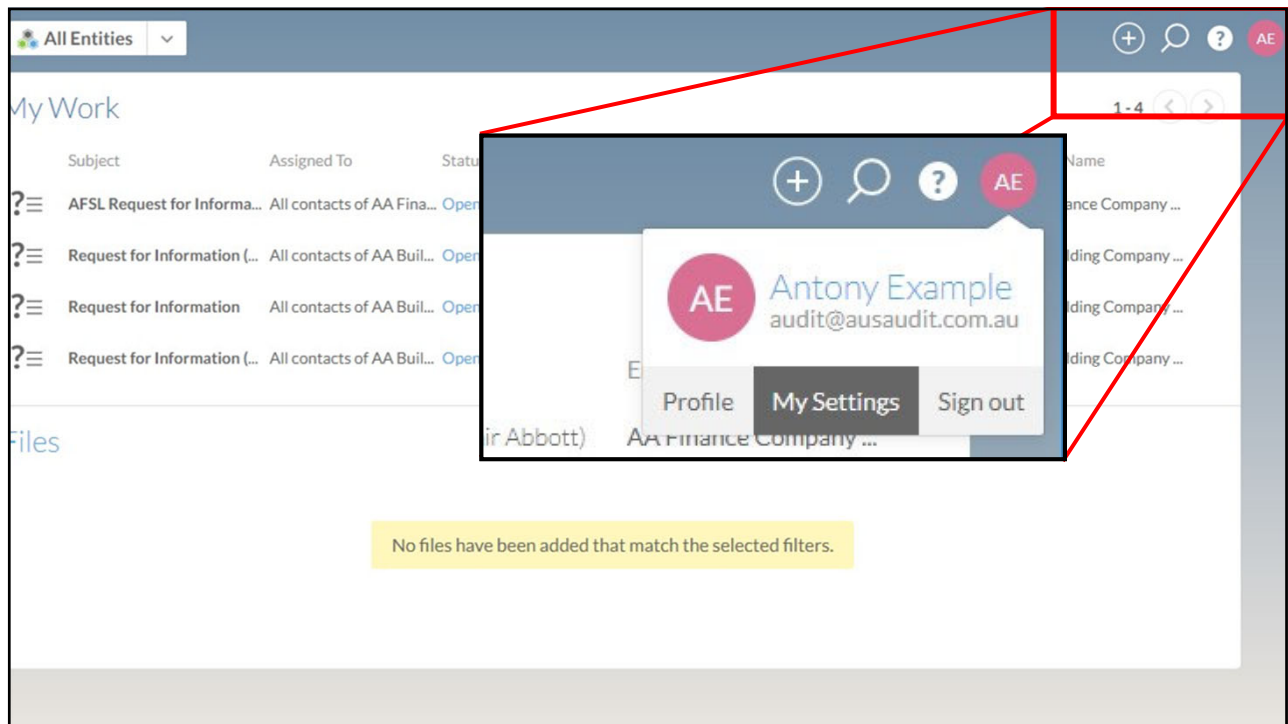 All Entities
AE
My Work
1 - 4
Subject Assigned To Statu Name
?≡ AFSL Request for Informa... All contacts of AA Fina... Open ance Company ...
?≡ Request for Information (... All contacts of AA Buil... Open lding Company ...
?≡ Request for Information All contacts of AA Buil... Open lding Company ...
?≡ Request for Information (... All contacts of AA Buil... Open lding Company ...
Files
No files have been added that match the selected filters.
? AE
AE Antony Example
audit@ausaudit.com.au
E
Profile My Settings Sign out
ir Abbott) AA Finance Company ...